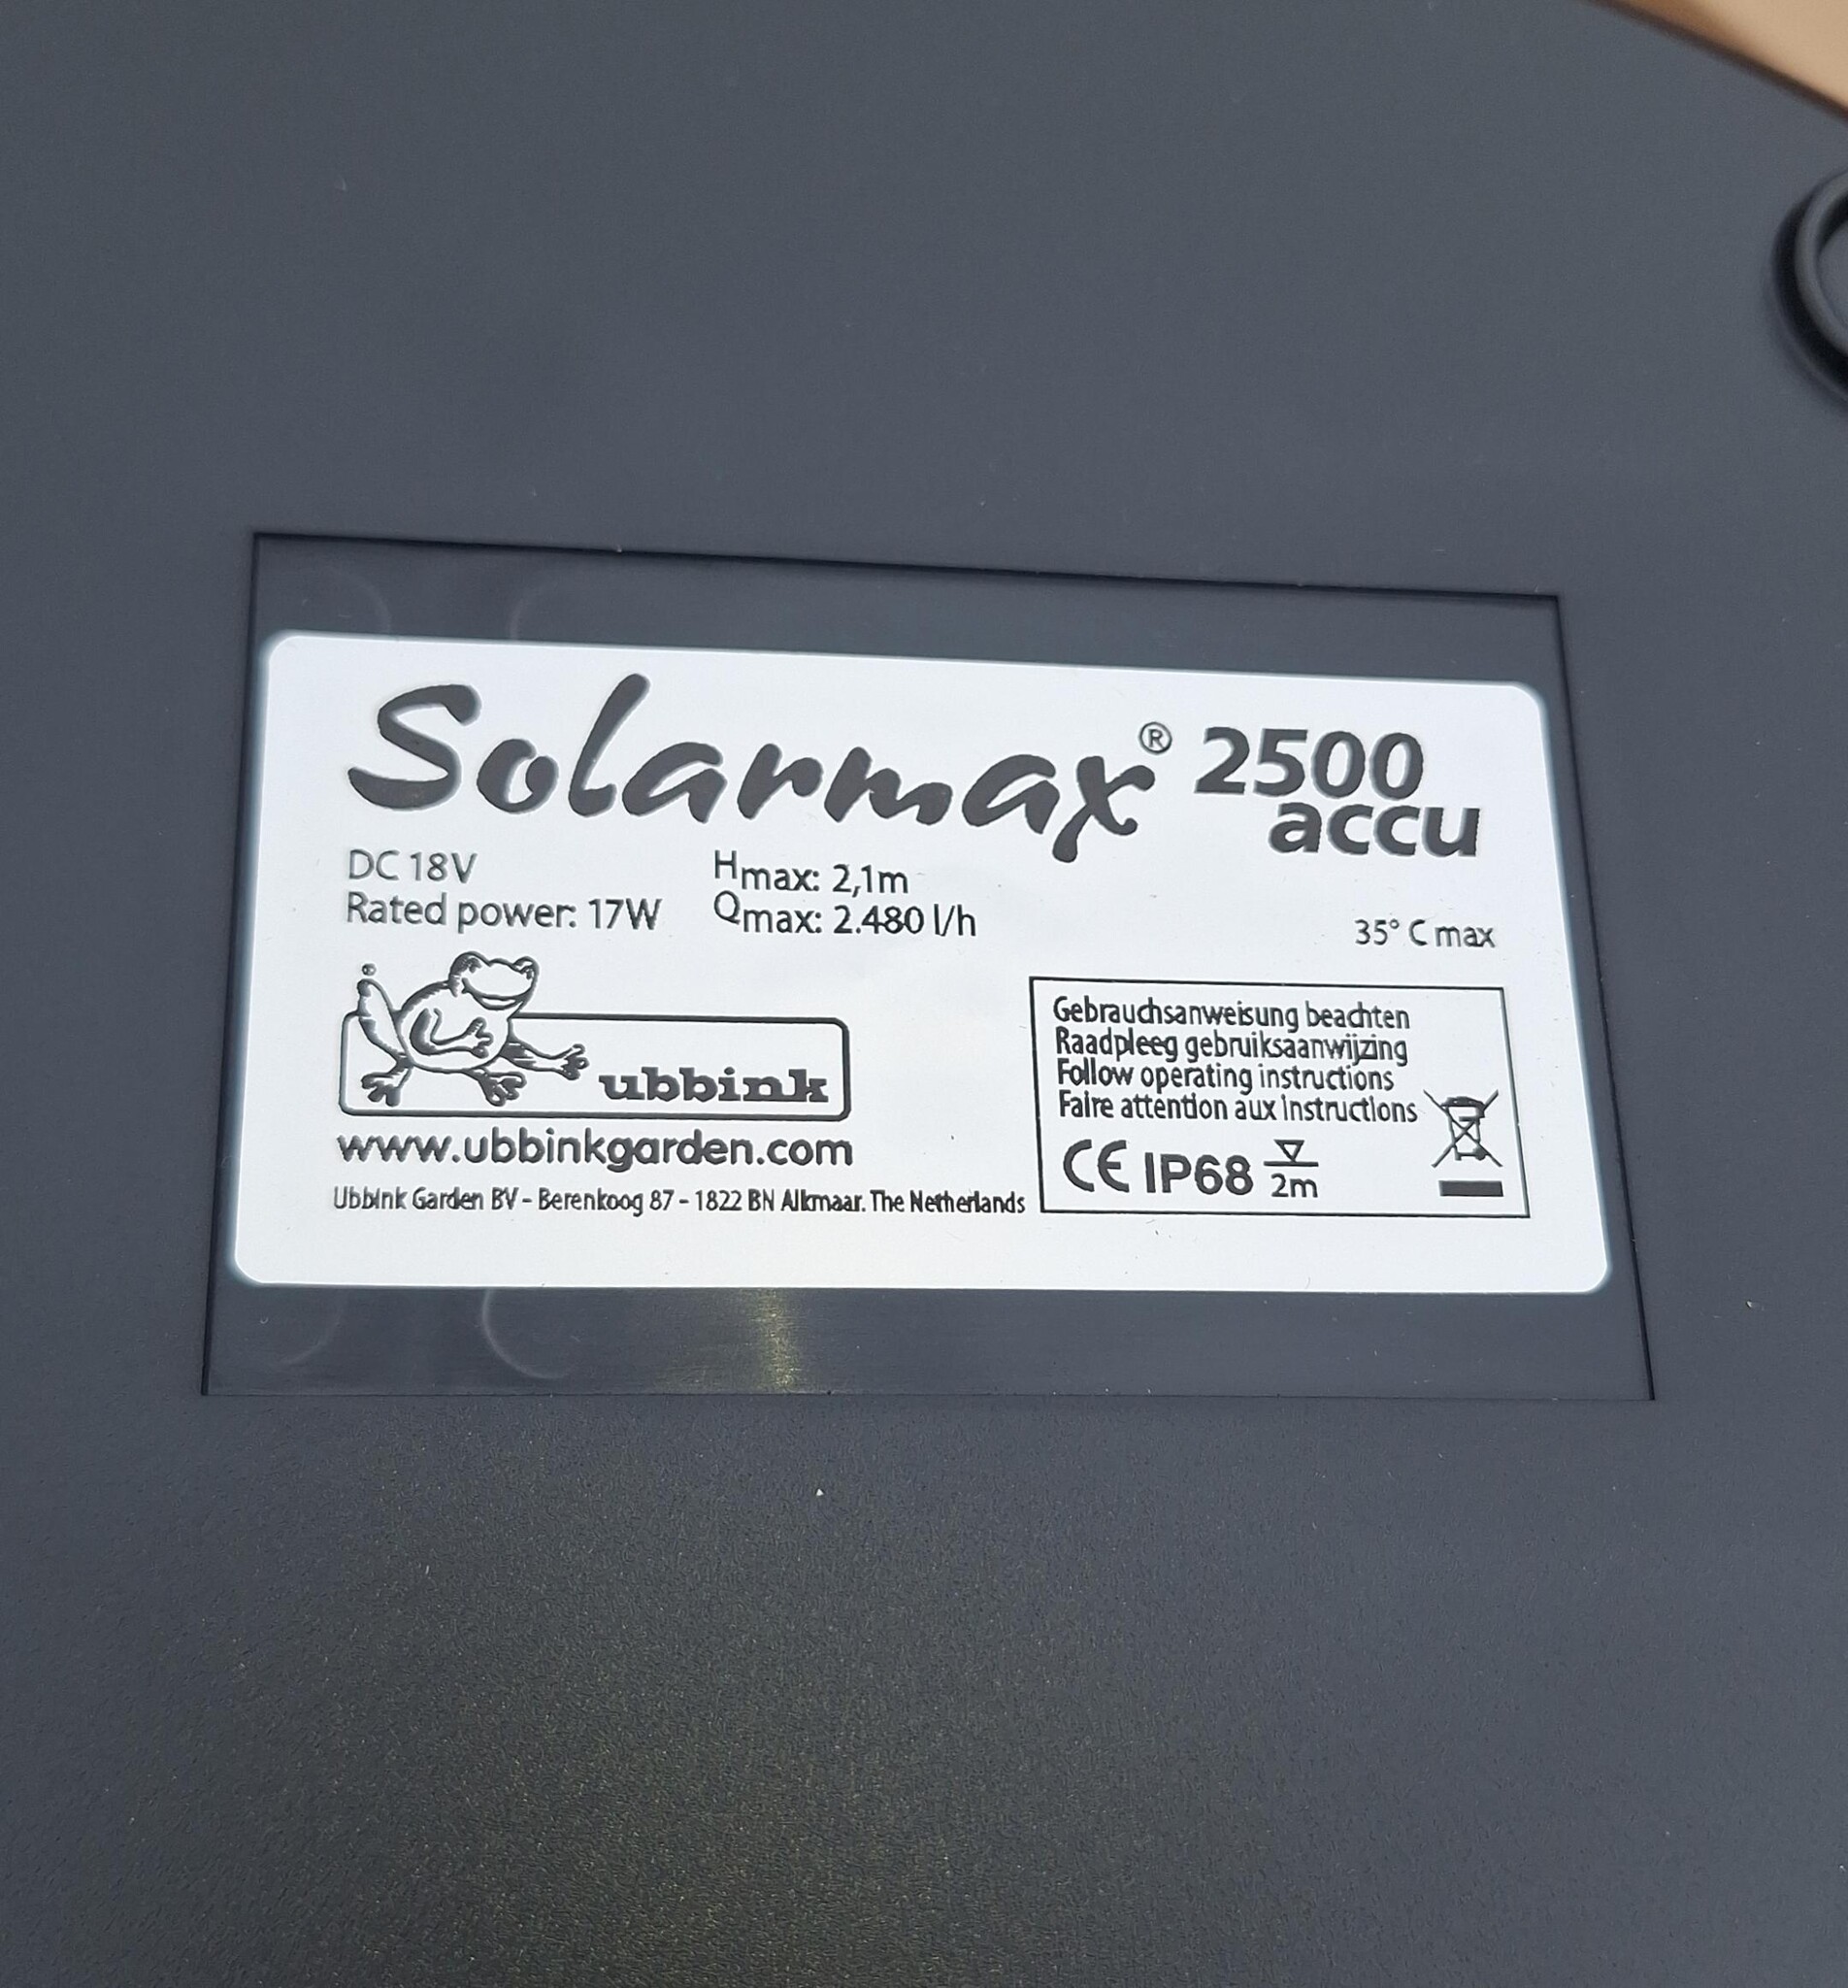 Solarmax® 2500
accu
DC 18V
Rated power: 17W
Hmax: 2,1m
Qmax: 2.480 l/h
35° C max
ubbink
www.ubbinkgarden.com
Ubbink Garden BV - Berenkoog 87 - 1822 BN Alkmaar. The Netherlands
Gebrauchsanweisung beachten
Raadpleeg gebruiksaanwijzing
Follow operating instructions
Faire attention aux instructions
CE IP68 2m